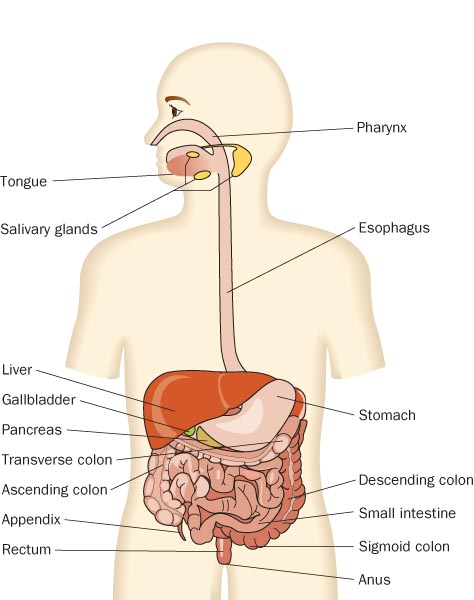 Pharynx
Tongue
Salivary glands
Esophagus
Liver
Gallbladder
Stomach
Pancreas
Transverse colon
Descending colon
Ascending colon
Small intestine
Appendix
Sigmoid colon
Rectum
Anus